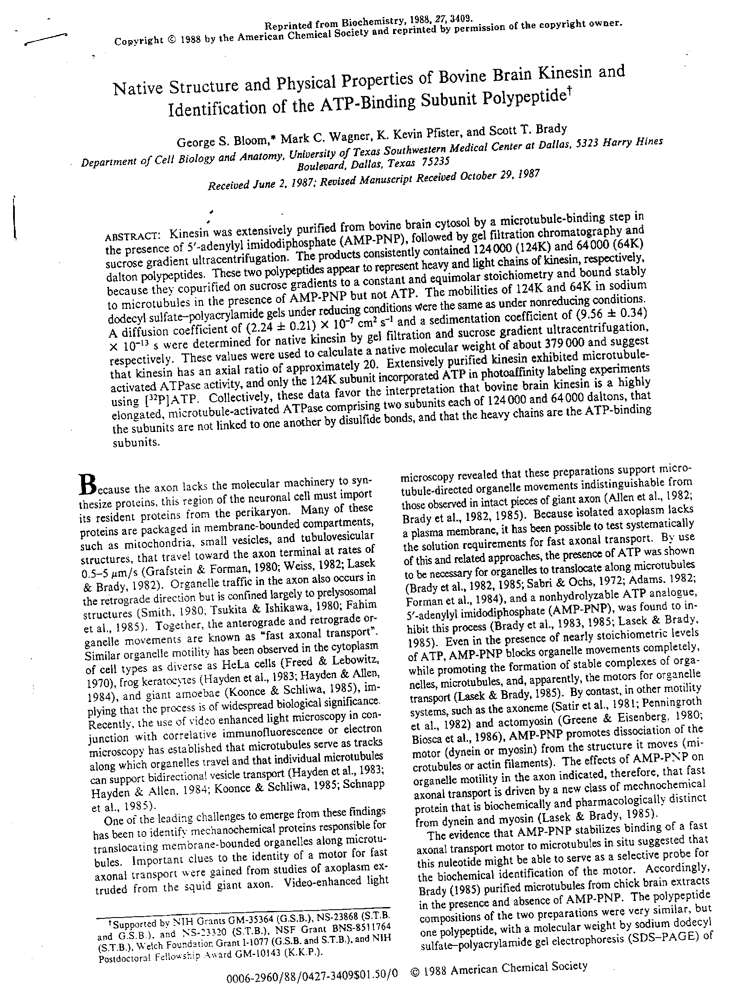 Reprinted from Biochemistry, 1988, 27, 3409.
Copyright © 1988 by the American Chemical Society and reprinted by permission of the copyright owner.
Native Structure and Physical Properties of Bovine Brain Kinesin and
Identification of the ATP-Binding Subunit Polypeptide†
George S. Bloom,* Mark C. Wagner, K. Kevin Pfister, and Scott T. Brady
Department of Cell Biology and Anatomy, University of Texas Southwestern Medical Center at Dallas, 5323 Harry Hines
Boulevard, Dallas, Texas 75235
Received June 2, 1987; Revised Manuscript Received October 29, 1987
ABSTRACT: Kinesin was extensively purified from bovine brain cytosol by a microtubule-binding step in
the presence of 5'-adenylyl imidodiphosphate (AMP-PNP), followed by gel filtration chromatography and
sucrose gradient ultracentrifugation. The products consistently contained 124000 (124K) and 64000 (64K)
dalton polypeptides. These two polypeptides appear to represent heavy and light chains of kinesin, respectively,
because they copurified on sucrose gradients to a constant and equimolar stoichiometry and bound stably
to microtubules in the presence of AMP-PNP but not ATP. The mobilities of 124K and 64K in sodium
dodecyl sulfate-polyacrylamide gels under reducing conditions were the same as under nonreducing conditions.
A diffusion coefficient of (2.24 ± 0.21) × 10⁻⁷ cm² s⁻¹ and a sedimentation coefficient of (9.56 ± 0.34)
× 10⁻¹³ s were determined for native kinesin by gel filtration and sucrose gradient ultracentrifugation,
respectively. These values were used to calculate a native molecular weight of about 379000 and suggest
that kinesin has an axial ratio of approximately 20. Extensively purified kinesin exhibited microtubule-
activated ATPase activity, and only the 124K subunit incorporated ATP in photoaffinity labeling experiments
using [³²P]ATP. Collectively, these data favor the interpretation that bovine brain kinesin is a highly
elongated, microtubule-activated ATPase comprising two subunits each of 124000 and 64000 daltons, that
the subunits are not linked to one another by disulfide bonds, and that the heavy chains are the ATP-binding
subunits.
Because the axon lacks the molecular machinery to syn-
thesize proteins, this region of the neuronal cell must import
its resident proteins from the perikaryon. Many of these
proteins are packaged in membrane-bounded compartments,
such as mitochondria, small vesicles, and tubulovesicular
structures, that travel toward the axon terminal at rates of
0.5–5 μm/s (Grafstein & Forman, 1980; Weiss, 1982; Lasek
& Brady, 1982). Organelle traffic in the axon also occurs in
the retrograde direction but is confined largely to prelysosomal
structures (Smith, 1980; Tsukita & Ishikawa, 1980; Fahim
et al., 1985). Together, the anterograde and retrograde or-
ganelle movements are known as “fast axonal transport”.
Similar organelle motility has been observed in the cytoplasm
of cell types as diverse as HeLa cells (Freed & Lebowitz,
1970), frog keratocytes (Hayden et al., 1983; Hayden & Allen,
1984), and giant amoebae (Koonce & Schliwa, 1985), im-
plying that the process is of widespread biological significance.
Recently, the use of video enhanced light microscopy in con-
junction with correlative immunofluorescence or electron
microscopy has established that microtubules serve as tracks
along which organelles travel and that individual microtubules
can support bidirectional vesicle transport (Hayden et al., 1983;
Hayden & Allen, 1984; Koonce & Schliwa, 1985; Schnapp
et al., 1985).
One of the leading challenges to emerge from these findings
has been to identify mechanochemical proteins responsible for
translocating membrane-bounded organelles along microtu-
bules. Important clues to the identity of a motor for fast
axonal transport were gained from studies of axoplasm ex-
truded from the squid giant axon. Video-enhanced light
†Supported by NIH Grants GM-35364 (G.S.B.), NS-23868 (S.T.B.
and G.S.B.), and NS-23320 (S.T.B.), NSF Grant BNS-8511764
(S.T.B.), Welch Foundation Grant I-1077 (G.S.B. and S.T.B.), and NIH
Postdoctoral Fellowship Award GM-10143 (K.K.P.).
microscopy revealed that these preparations support micro-
tubule-directed organelle movements indistinguishable from
those observed in intact pieces of giant axon (Allen et al., 1982;
Brady et al., 1982, 1985). Because isolated axoplasm lacks
a plasma membrane, it has been possible to test systematically
the solution requirements for fast axonal transport. By use
of this and related approaches, the presence of ATP was shown
to be necessary for organelles to translocate along microtubules
(Brady et al., 1982, 1985; Sabri & Ochs, 1972; Adams. 1982;
Forman et al., 1984), and a nonhydrolyzable ATP analogue,
5'-adenylyl imidodiphosphate (AMP-PNP), was found to in-
hibit this process (Brady et al., 1983, 1985; Lasek & Brady,
1985). Even in the presence of nearly stoichiometric levels
of ATP, AMP-PNP blocks organelle movements completely,
while promoting the formation of stable complexes of orga-
nelles, microtubules, and, apparently, the motors for organelle
transport (Lasek & Brady, 1985). By contast, in other motility
systems, such as the axoneme (Satir et al., 1981; Penningroth
et al., 1982) and actomyosin (Greene & Eisenberg, 1980;
Biosca et al., 1986), AMP-PNP promotes dissociation of the
motor (dynein or myosin) from the structure it moves (mi-
crotubules or actin filaments). The effects of AMP-PNP on
organelle motility in the axon indicated, therefore, that fast
axonal transport is driven by a new class of mechnochemical
protein that is biochemically and pharmacologically distinct
from dynein and myosin (Lasek & Brady, 1985).
The evidence that AMP-PNP stabilizes binding of a fast
axonal transport motor to microtubules in situ suggested that
this nuleotide might be able to serve as a selective probe for
the biochemical identification of the motor. Accordingly,
Brady (1985) purified microtubules from chick brain extracts
in the presence and absence of AMP-PNP. The polypeptide
compositions of the two preparations were very similar, but
one polypeptide, with a molecular weight by sodium dodecyl
sulfate-polyacrylamide gel electrophoresis (SDS-PAGE) of
0006-2960/88/0427-3409$01.50/0 © 1988 American Chemical Society